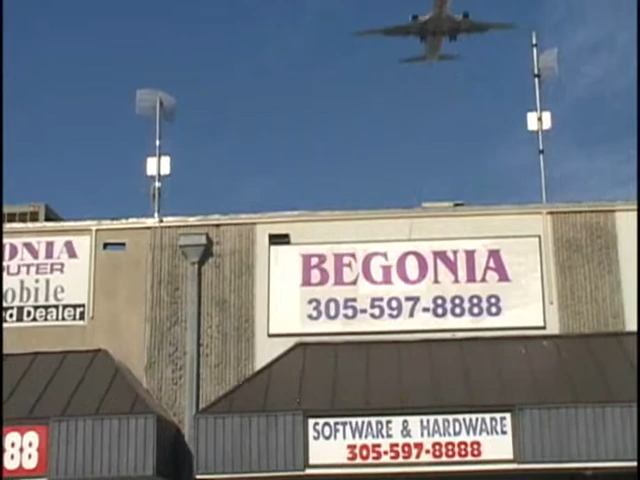 ONIA
UTER
obile
d Dealer
BEGONIA
305-597-8888
88
SOFTWARE & HARDWARE
305-597-8888